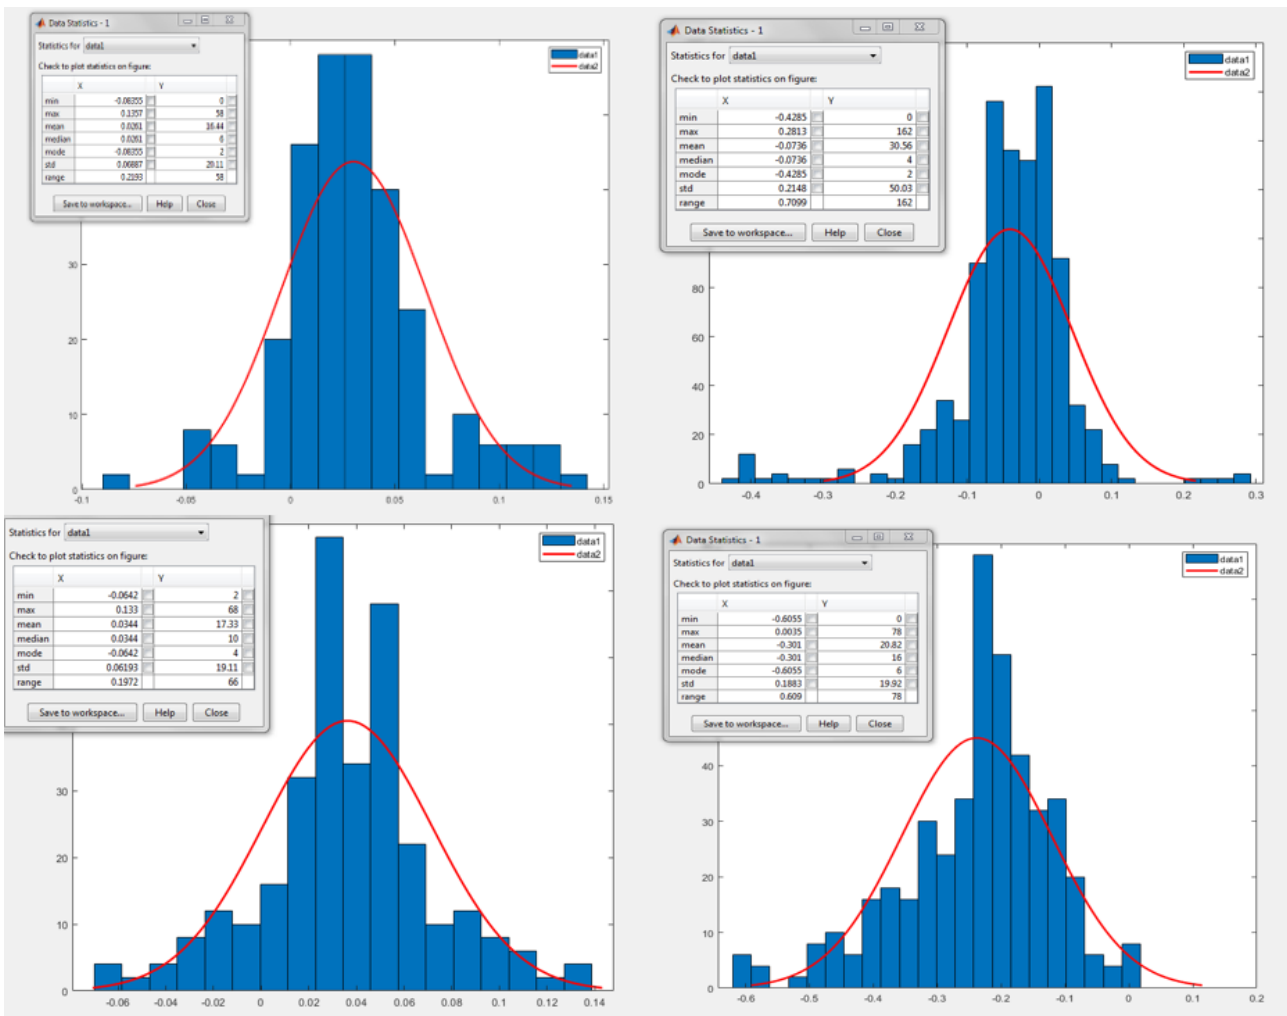 Data Statistics - 1
Statistics for data1
Check to plot statistics on figure:
X Y
min -0.08355 0
max 0.1357 58
mean 0.0261 16.44
median 0.0261 6
mode -0.08355 2
std 0.06887 20.11
range 0.2193 58
Save to workspace... Help Close
data1
data2
30
20
10
0
-0.1 -0.05 0 0.05 0.1 0.15
Data Statistics - 1
Statistics for data1
Check to plot statistics on figure:
X Y
min -0.4285 0
max 0.2813 162
mean -0.0736 30.56
median -0.0736 4
mode -0.4285 2
std 0.2148 50.03
range 0.7099 162
Save to workspace... Help Close
data1
data2
80
60
40
20
0
-0.4 -0.3 -0.2 -0.1 0 0.1 0.2 0.3
Statistics for data1
Check to plot statistics on figure:
X Y
min -0.0642 2
max 0.133 68
mean 0.0344 17.33
median 0.0344 10
mode -0.0642 4
std 0.06193 19.11
range 0.1972 66
Save to workspace... Help Close
data1
data2
30
20
10
0
-0.06 -0.04 -0.02 0 0.02 0.04 0.06 0.08 0.1 0.12 0.14
Data Statistics - 1
Statistics for data1
Check to plot statistics on figure:
X Y
min -0.6055 0
max 0.0035 78
mean -0.301 20.82
median -0.301 16
mode -0.6055 6
std 0.1883 19.92
range 0.609 78
Save to workspace... Help Close
data1
data2
40
30
20
10
0
-0.6 -0.5 -0.4 -0.3 -0.2 -0.1 0 0.1 0.2